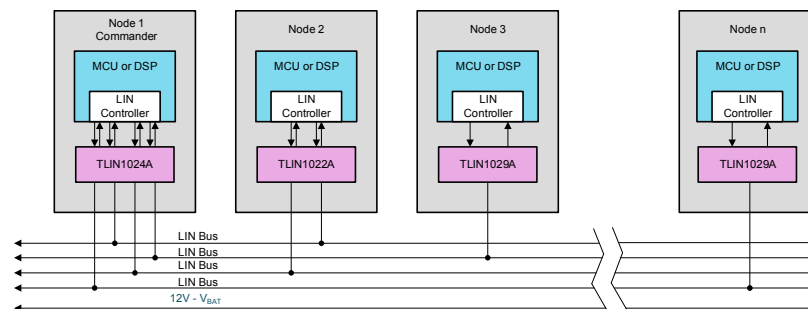 Node 1
Commander
MCU or DSP
LIN
Controller
TLIN1024A
Node 2
MCU or DSP
LIN
Controller
TLIN1022A
Node 3
MCU or DSP
LIN
Controller
TLIN1029A
Node n
MCU or DSP
LIN
Controller
TLIN1029A
LIN Bus
LIN Bus
LIN Bus
LIN Bus
12V - VBAT